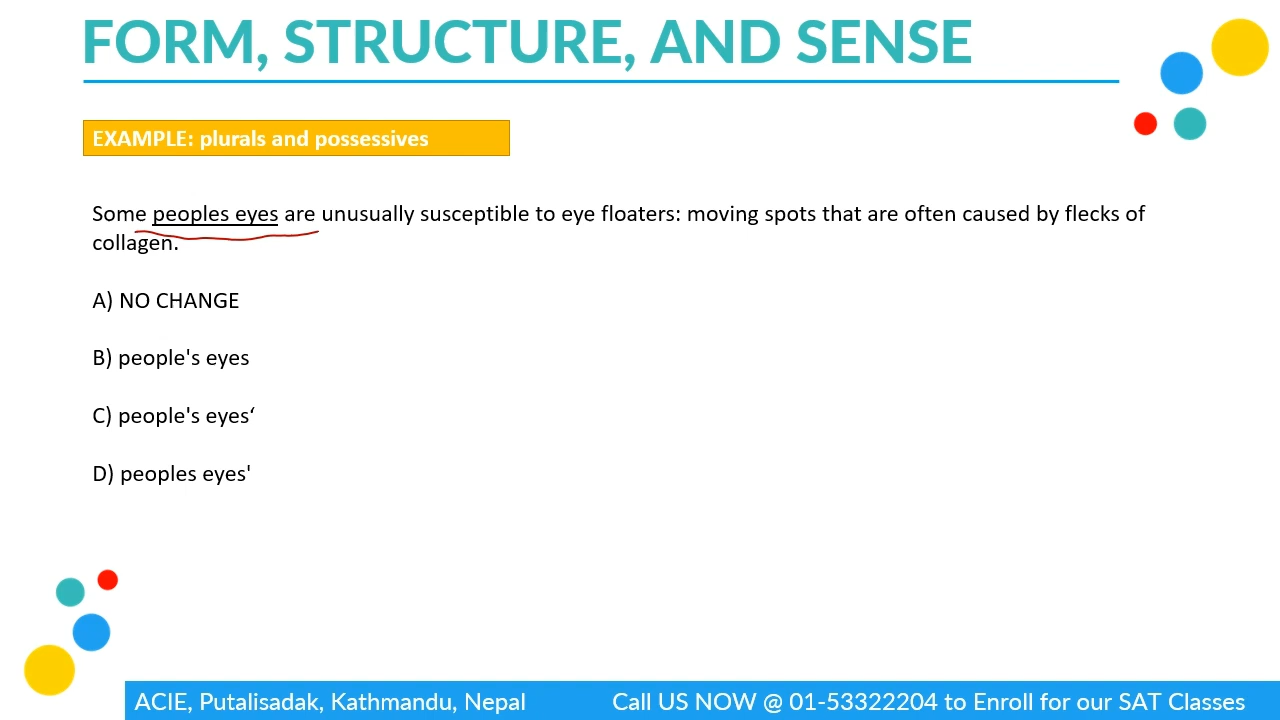 FORM, STRUCTURE, AND SENSE
EXAMPLE: plurals and possessives
Some peoples eyes are unusually susceptible to eye floaters: moving spots that are often caused by flecks of
collagen.
A) NO CHANGE
B) people's eyes
C) people's eyes‘
D) peoples eyes'
ACIE, Putalisadak, Kathmandu, Nepal
Call US NOW @ 01-53322204 to Enroll for our SAT Classes